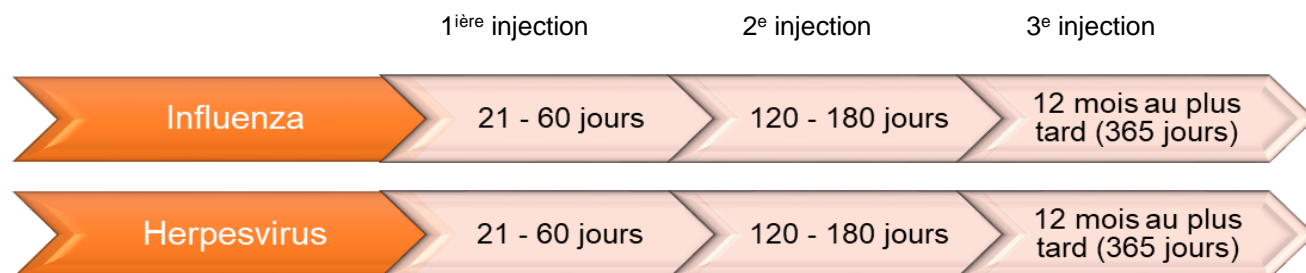 1ière injection 2e injection 3e injection
Influenza 21 - 60 jours 120 - 180 jours 12 mois au plus
tard (365 jours)
Herpesvirus 21 - 60 jours 120 - 180 jours 12 mois au plus
tard (365 jours)